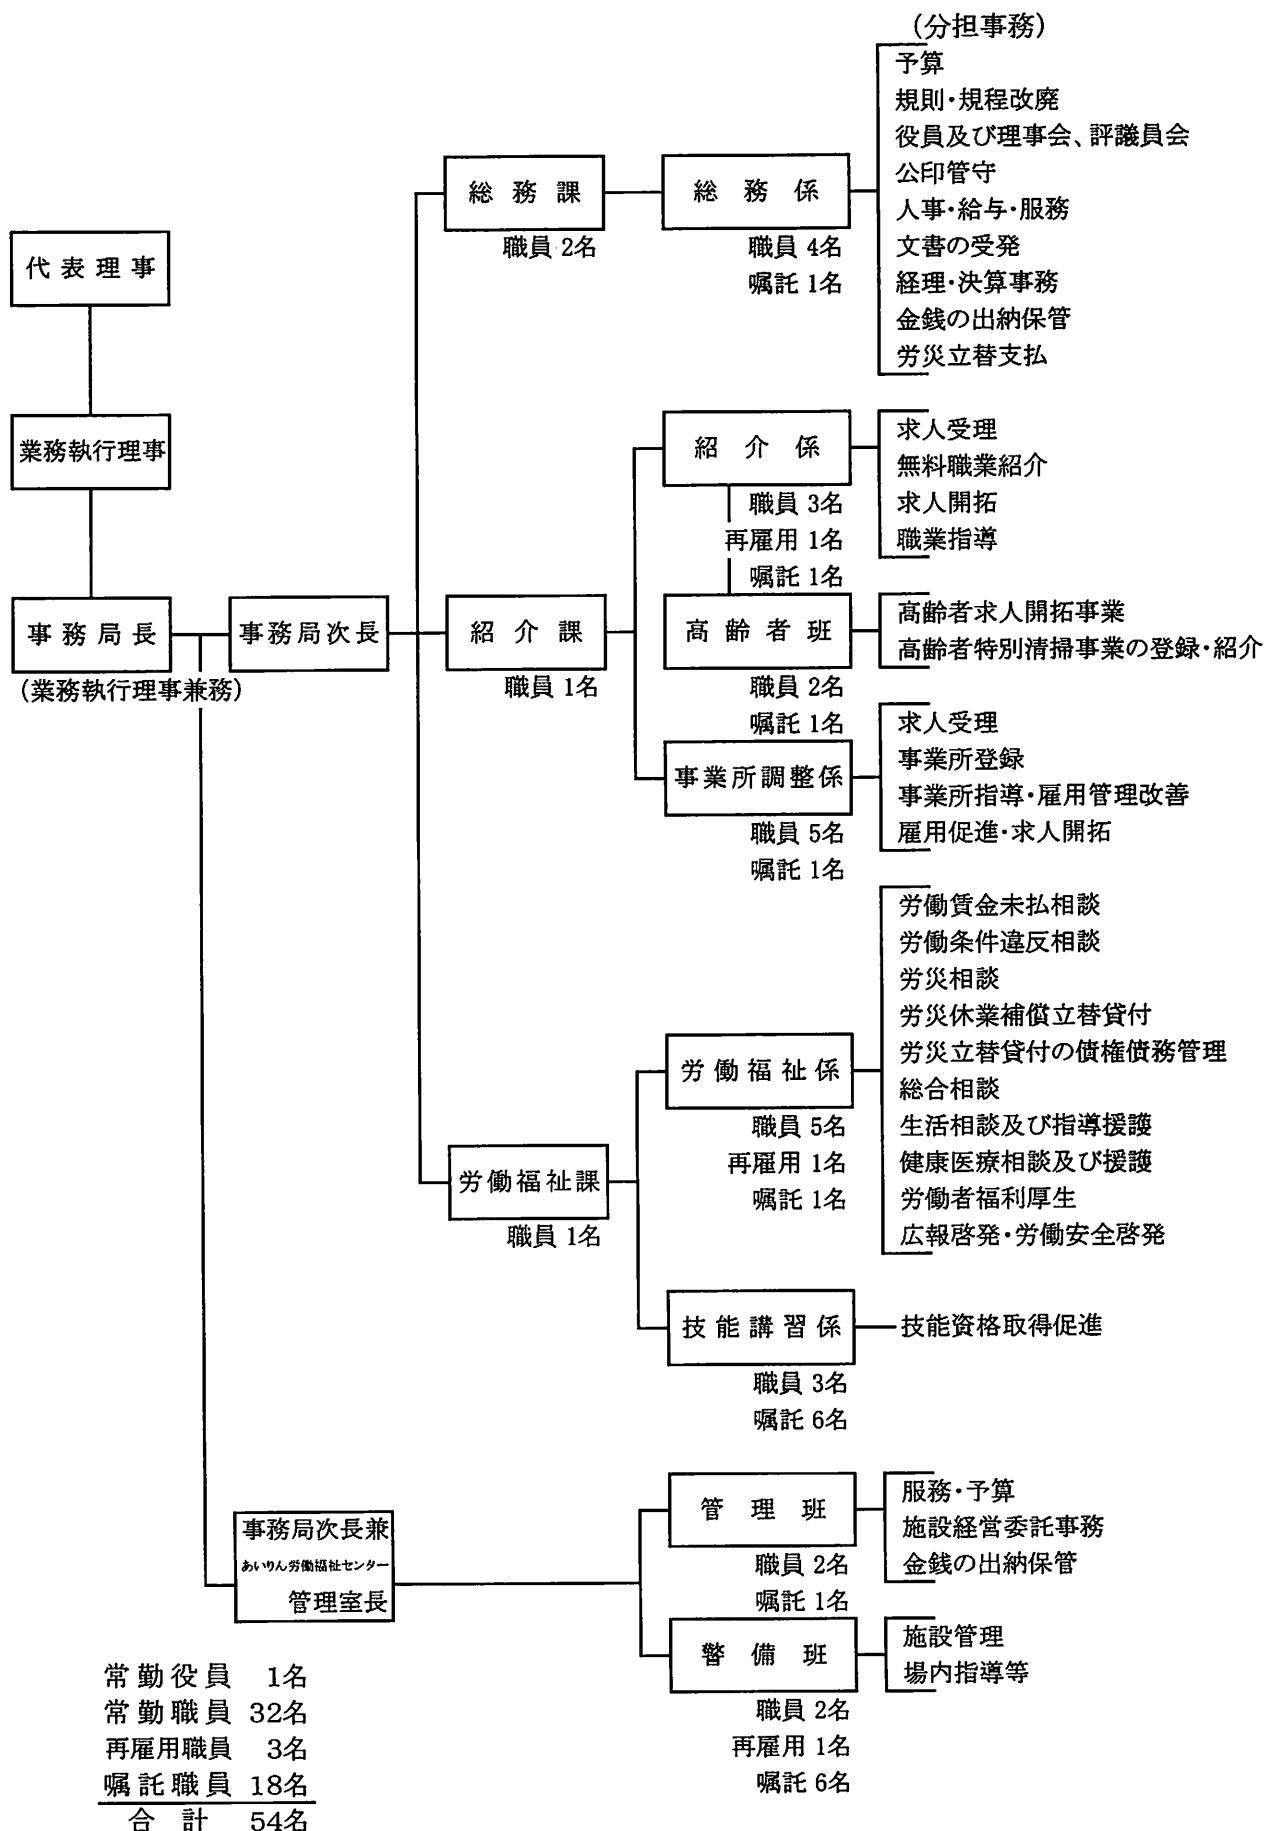 代表理事
業務執行理事
事務局長
(業務執行理事兼務)
事務局次長
総務課
職員 2名
総務係
職員 4名
嘱託 1名
(分担事務)
予算
規則・規程改廃
役員及び理事会、評議員会
公印管守
人事・給与・服務
文書の受発
経理・決算事務
金銭の出納保管
労災立替支払
紹介課
職員 1名
紹介係
職員 3名
再雇用 1名
嘱託 1名
求人受理
無料職業紹介
求人開拓
職業指導
高齢者班
職員 2名
嘱託 1名
高齢者求人開拓事業
高齢者特別清掃事業の登録・紹介
事業所調整係
職員 5名
嘱託 1名
求人受理
事業所登録
事業所指導・雇用管理改善
雇用促進・求人開拓
労働福祉課
職員 1名
労働福祉係
職員 5名
再雇用 1名
嘱託 1名
労働賃金未払相談
労働条件違反相談
労災相談
労災休業補償立替貸付
労災立替貸付の債権債務管理
総合相談
生活相談及び指導援護
健康医療相談及び援護
労働者福利厚生
広報啓発・労働安全啓発
技能講習係
職員 3名
嘱託 6名
技能資格取得促進
事務局次長兼
あいりん労働福祉センター
管理室長
管理班
職員 2名
嘱託 1名
服務・予算
施設経営委託事務
金銭の出納保管
警備班
職員 2名
再雇用 1名
嘱託 6名
施設管理
場内指導等
常勤役員 1名
常勤職員 32名
再雇用職員 3名
嘱託職員 18名
合計 54名